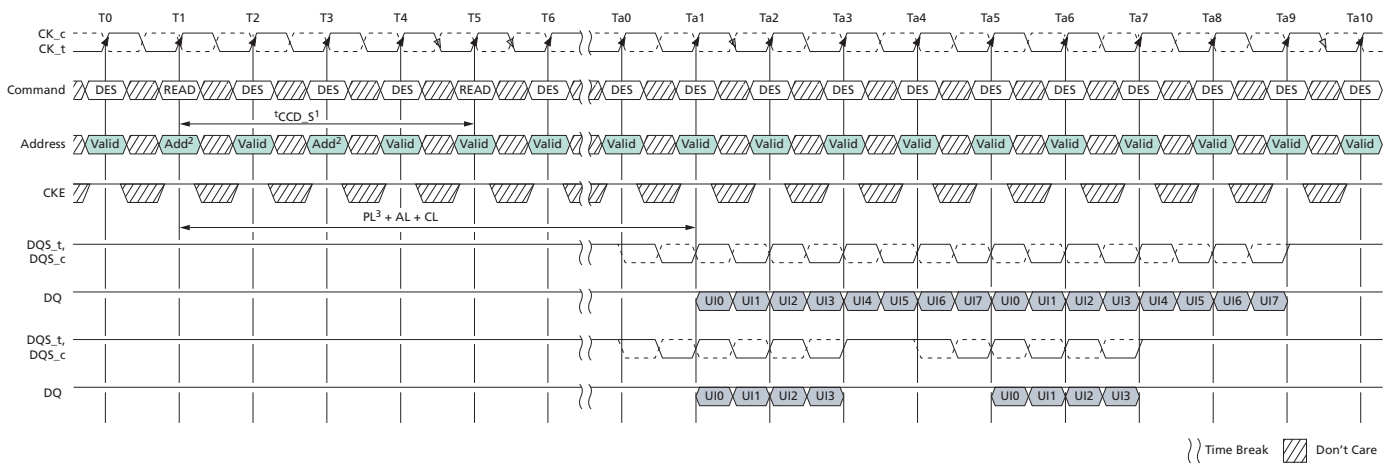 T0 T1 T2 T3 T4 T5 T6 Ta0 Ta1 Ta2 Ta3 Ta4 Ta5 Ta6 Ta7 Ta8 Ta9 Ta10
CK_c
CK_t
Command DES READ DES DES DES READ DES DES DES DES DES DES DES DES DES DES DES DES
tCCD_S1
Address Valid Add2 Valid Add2 Valid Valid Valid Valid Valid Valid Valid Valid Valid Valid Valid Valid Valid Valid
CKE
PL3 + AL + CL
DQS_t,
DQS_c
DQ UI0 UI1 UI2 UI3 UI4 UI5 UI6 UI7 UI0 UI1 UI2 UI3 UI4 UI5 UI6 UI7
DQS_t,
DQS_c
DQ UI0 UI1 UI2 UI3 UI0 UI1 UI2 UI3
Time Break Don't Care